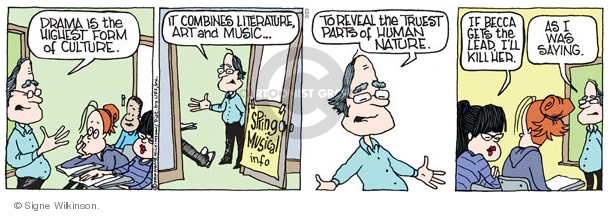 DRAMA IS the
HIGHEST FORM
of CULTURE.
IT COMBINES LITERATURE,
ART and MUSIC...
Spring
Musical
info
TO REVEAL the TRUEST
PARTS of HUMAN
NATURE.
IF BECCA
GETS the
LEAD, I'LL
KILL HER.
AS I
WAS
SAYING.
© Signe Wilkinson.